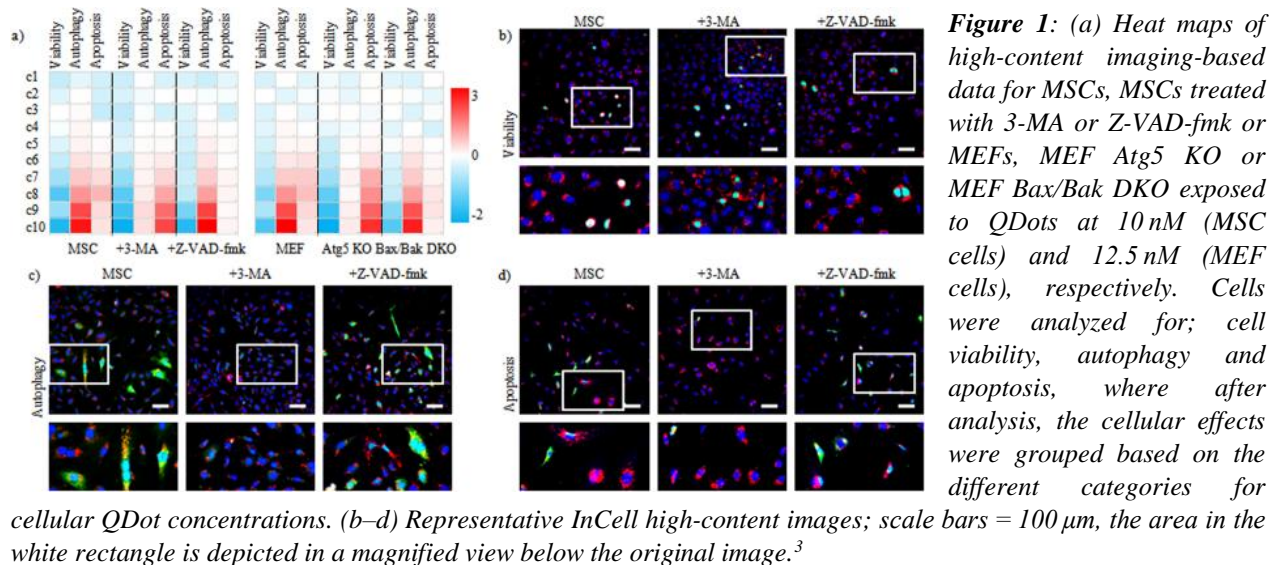 a)
Viability
Autophagy
Apoptosis
Viability
Autophagy
Apoptosis
Viability
Autophagy
Apoptosis
Viability
Autophagy
Apoptosis
Viability
Autophagy
Apoptosis
Viability
Autophagy
Apoptosis
c1
c2
c3
c4
c5
c6
c7
c8
c9
c10
3
0
-2
MSC +3-MA +Z-VAD-fmk MEF Atg5 KO Bax/Bak DKO
b) MSC +3-MA +Z-VAD-fmk
Viability
c) MSC +3-MA +Z-VAD-fmk
Autophagy
d) MSC +3-MA +Z-VAD-fmk
Apoptosis
Figure 1: (a) Heat maps of
high-content imaging-based
data for MSCs, MSCs treated
with 3-MA or Z-VAD-fmk or
MEFs, MEF Atg5 KO or
MEF Bax/Bak DKO exposed
to QDots at 10 nM (MSC
cells) and 12.5 nM (MEF
cells), respectively. Cells
were analyzed for; cell
viability, autophagy and
apoptosis, where after
analysis, the cellular effects
were grouped based on the
different categories for
cellular QDot concentrations. (b–d) Representative InCell high-content images; scale bars = 100 μm, the area in the
white rectangle is depicted in a magnified view below the original image.³